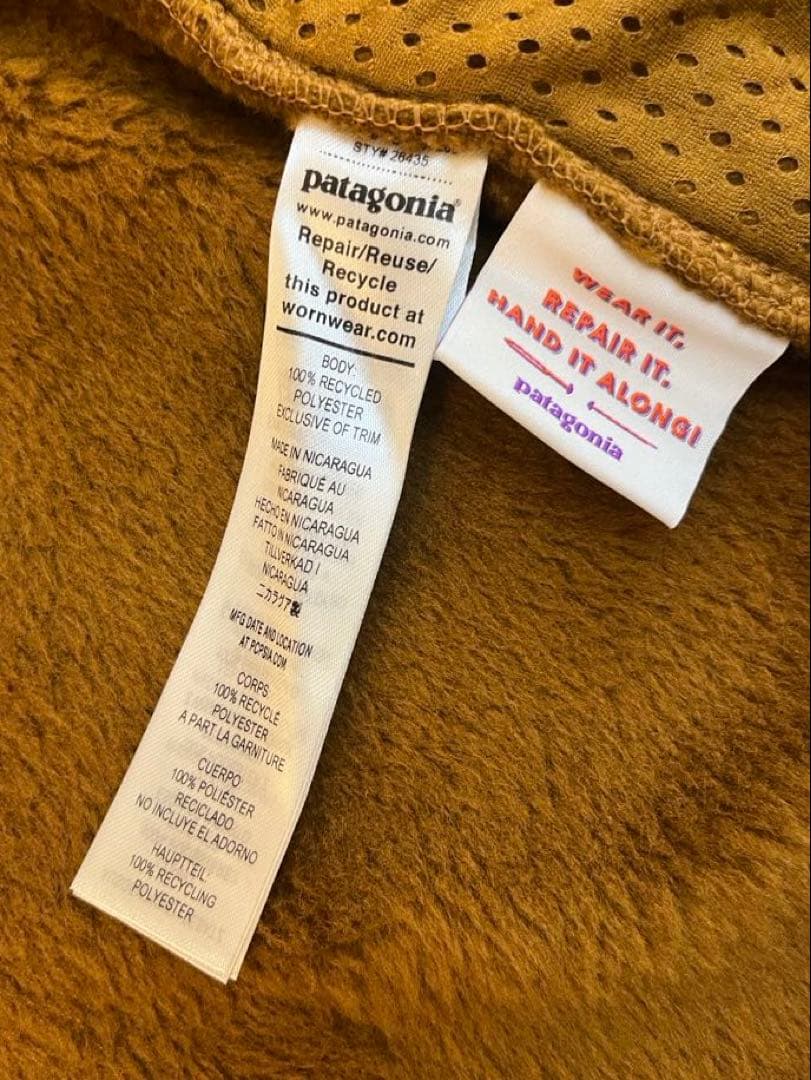 STY# 26435
patagonia®
www.patagonia.com
Repair/Reuse/
Recycle
this product at
wornwear.com
BODY:
100% RECYCLED
POLYESTER
EXCLUSIVE OF TRIM
MADE IN NICARAGUA
FABRIQUÉ AU
NICARAGUA
HECHO EN NICARAGUA
FATTO IN NICARAGUA
TILLVERKAD I
NICARAGUA
ニカラグア製
MFG DATE AND LOCATION
AT PCPSIA.COM
CORPS
100% RECYCLÉ
POLYESTER
A PART LA GARNITURE
CUERPO
100% POLIÉSTER
RECICLADO
NO INCLUYE EL ADORNO
HAUPTTEIL:
100% RECYCLING
POLYESTER
WEAR IT.
REPAIR IT.
HAND IT ALONG!
patagonia